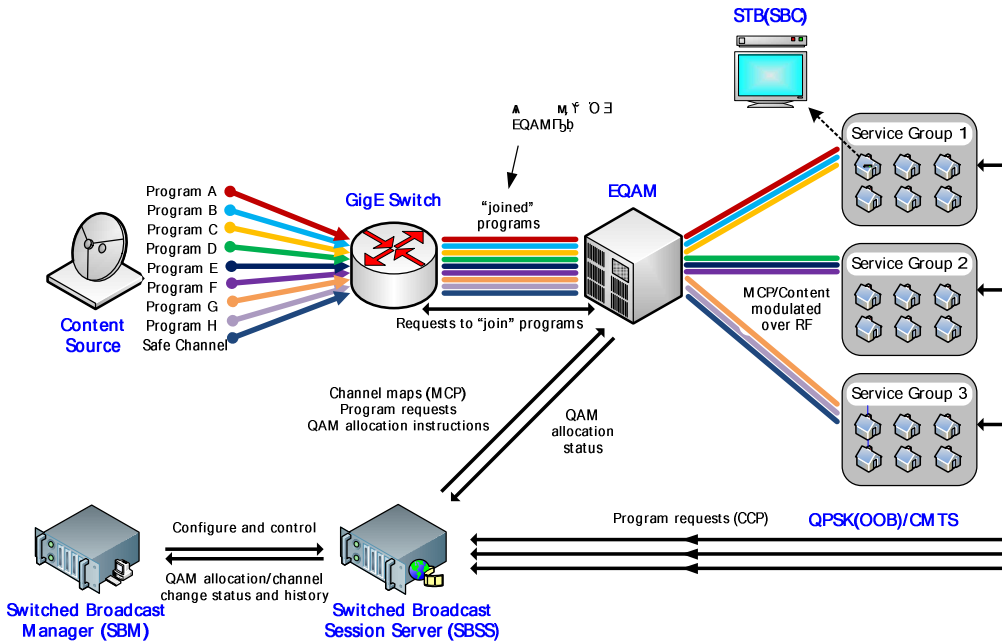 STB(SBC)
EQAM
Service Group 1
Program A
Program B
Program C
Program D
Program E
Program F
Program G
Program H
Safe Channel
GigE Switch
"joined"
programs
EQAM
Service Group 2
MCP/Content
modulated
over RF
Content
Source
Requests to "join" programs
Service Group 3
Channel maps (MCP)
Program requests
QAM allocation instructions
QAM
allocation
status
Configure and control
Program requests (CCP)
QPSK(OOB)/CMTS
QAM allocation/channel
change status and history
Switched Broadcast
Manager (SBM)
Switched Broadcast
Session Server (SBSS)